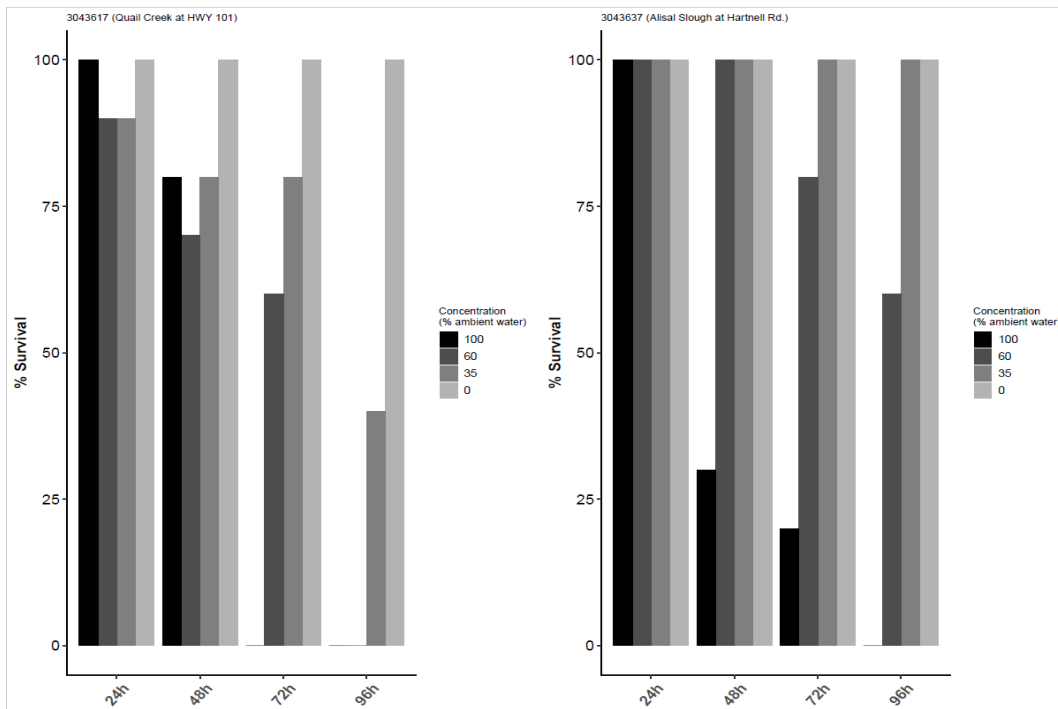 3043617 (Quail Creek at HWY 101)
100
75
50
25
0
% Survival
24h
48h
72h
96h
Concentration
(% ambient water)
100
60
35
0
3043637 (Alisal Slough at Hartnell Rd.)
100
75
50
25
0
% Survival
24h
48h
72h
96h
Concentration
(% ambient water)
100
60
35
0